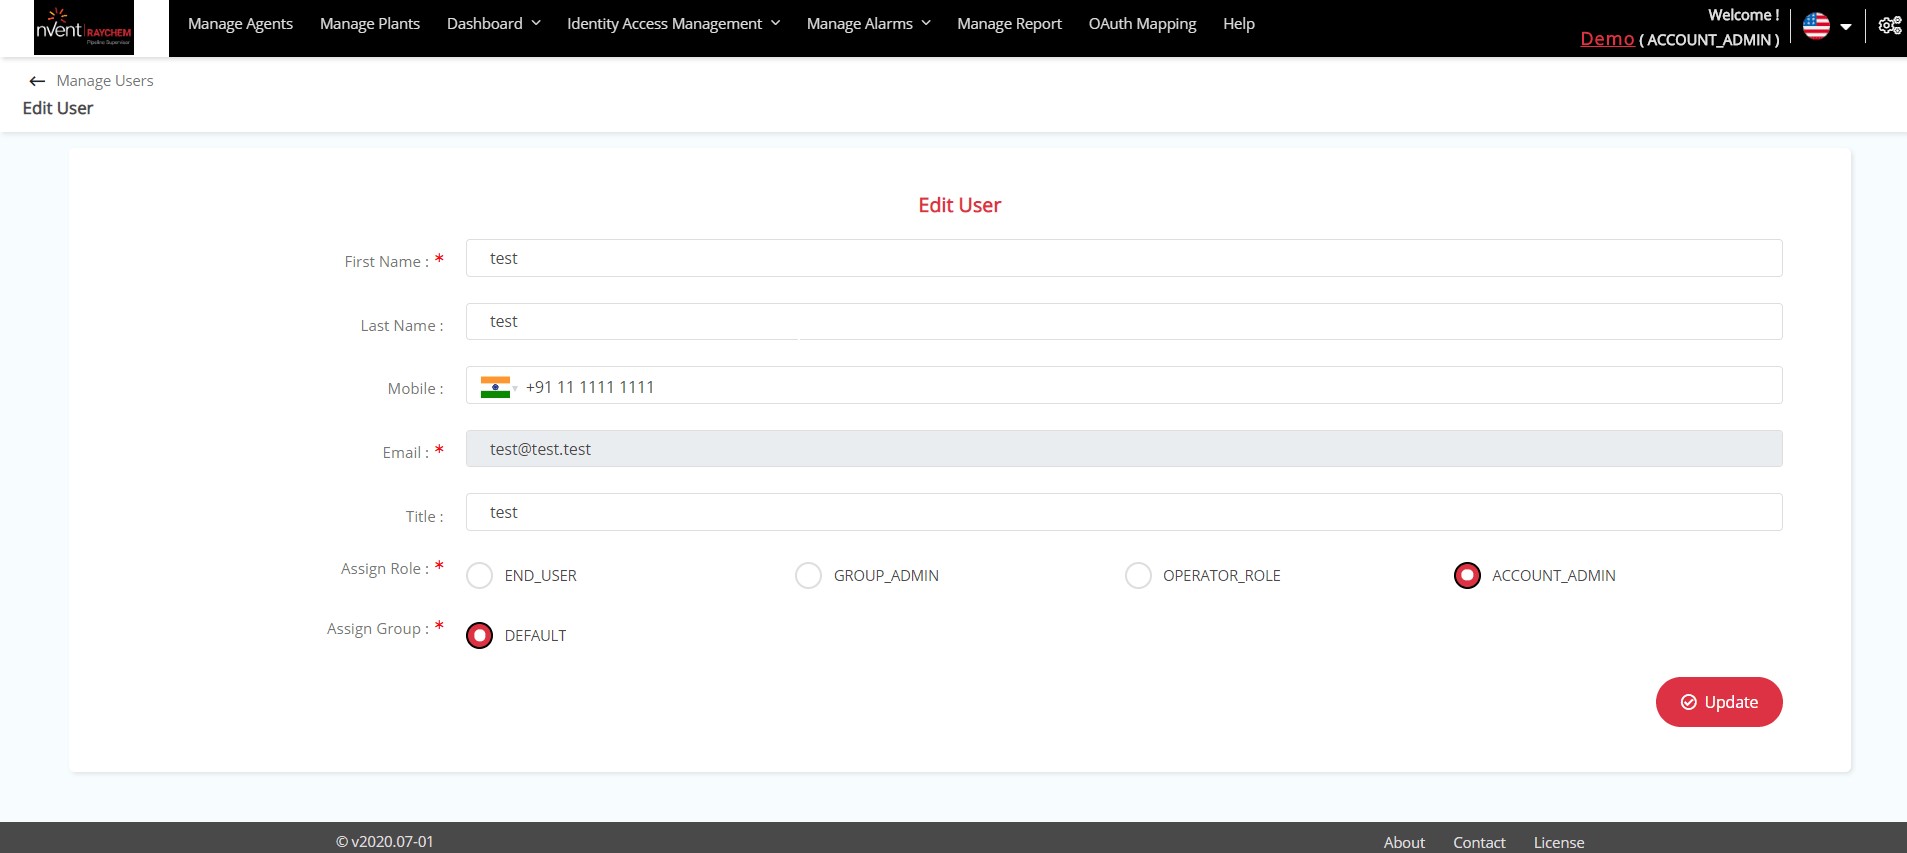 nvent RAYCHEM
Pipeline Supervisor
Manage Agents Manage Plants Dashboard Identity Access Management Manage Alarms Manage Report OAuth Mapping Help
Welcome !
Demo ( ACCOUNT_ADMIN )
Manage Users
Edit User
Edit User
First Name : * test
Last Name : test
Mobile : +91 11 1111 1111
Email : * test@test.test
Title : test
Assign Role : * END_USER GROUP_ADMIN OPERATOR_ROLE ACCOUNT_ADMIN
Assign Group : * DEFAULT
Update
© v2020.07-01 About Contact License